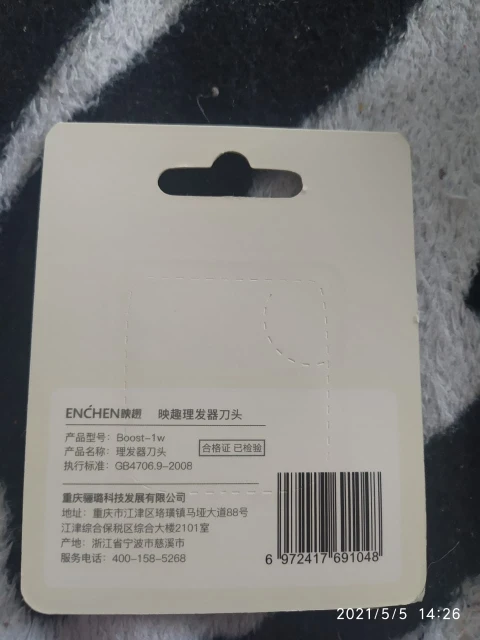 ENCHEN映趣 映趣理发器刀头
产品型号：Boost-1w
产品名称：理发器刀头
合格证 已检验
执行标准：GB4706.9-2008
重庆骊璐科技发展有限公司
地址：重庆市江津区珞璜镇马垭大道88号
江津综合保税区综合大楼2101室
产地：浙江省宁波市慈溪市
服务电话：400-158-5268
6 972417 691048
2021/5/5 14:26